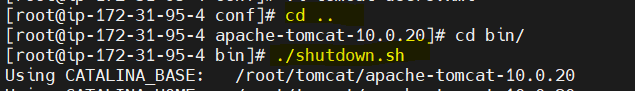 [root@ip-172-31-95-4 conf]# cd ..
[root@ip-172-31-95-4 apache-tomcat-10.0.20]# cd bin/
[root@ip-172-31-95-4 bin]# ./shutdown.sh
Using CATALINA_BASE:   /root/tomcat/apache-tomcat-10.0.20